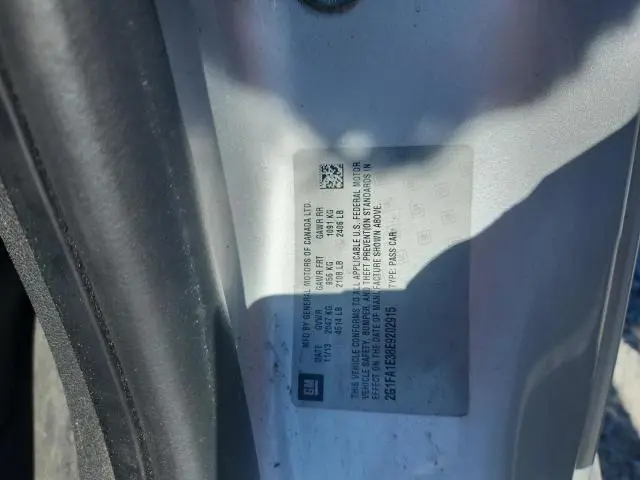 GM
MFD BY GENERAL MOTORS OF CANADA LTD.
DATE GVWR GAWR FRT GAWR RR
11/13 2047 KG 956 KG 1091 KG
4514 LB 2108 LB 2406 LB
THIS VEHICLE CONFORMS TO ALL APPLICABLE U.S. FEDERAL MOTOR
VEHICLE SAFETY, BUMPER, AND THEFT PREVENTION STANDARDS IN
EFFECT ON THE DATE OF MANUFACTURE SHOWN ABOVE.
2G1FA1E38E9202915 TYPE: PASS CAR